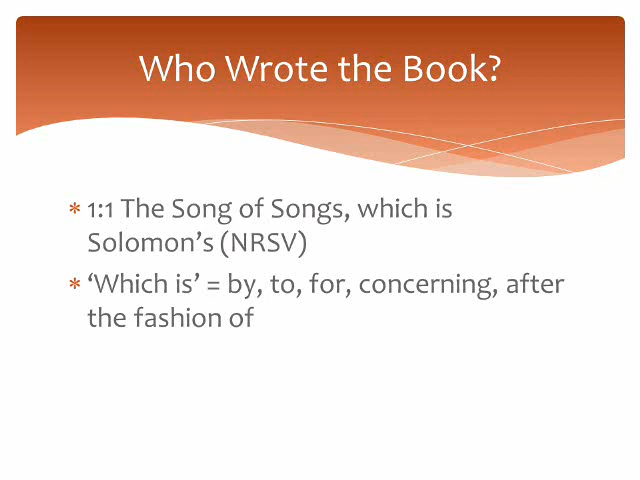 Who Wrote the Book?
* 1:1 The Song of Songs, which is
Solomon’s (NRSV)
* ‘Which is’ = by, to, for, concerning, after
the fashion of